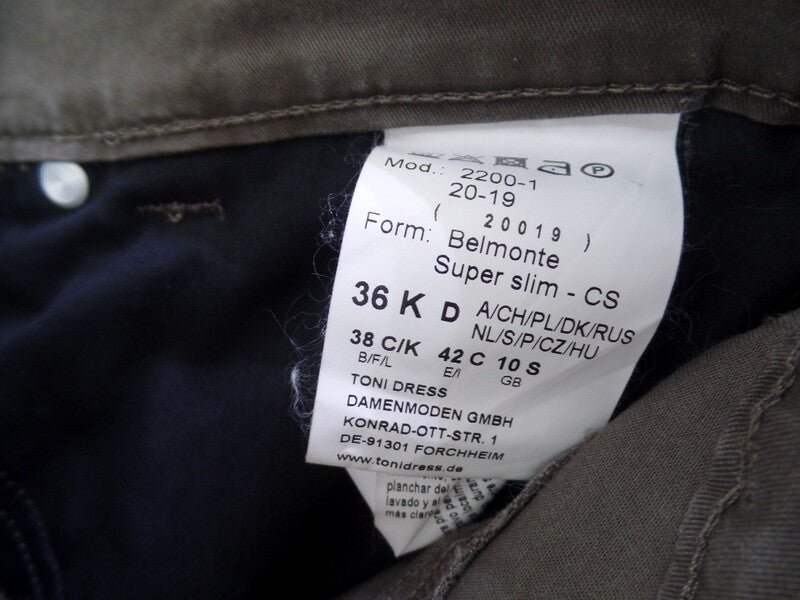 Mod.: 2200-1
20-19
( 20019 )
Form: Belmonte
Super slim - CS
36 K D A/CH/PL/DK/RUS
NL/S/P/CZ/HU
38 C/K 42 C 10 S
B/F/L E/I GB
TONI DRESS
DAMENMODEN GMBH
KONRAD-OTT-STR. 1
DE-91301 FORCHHEIM
www.tonidress.de
planchar del
lavado y al
más claro